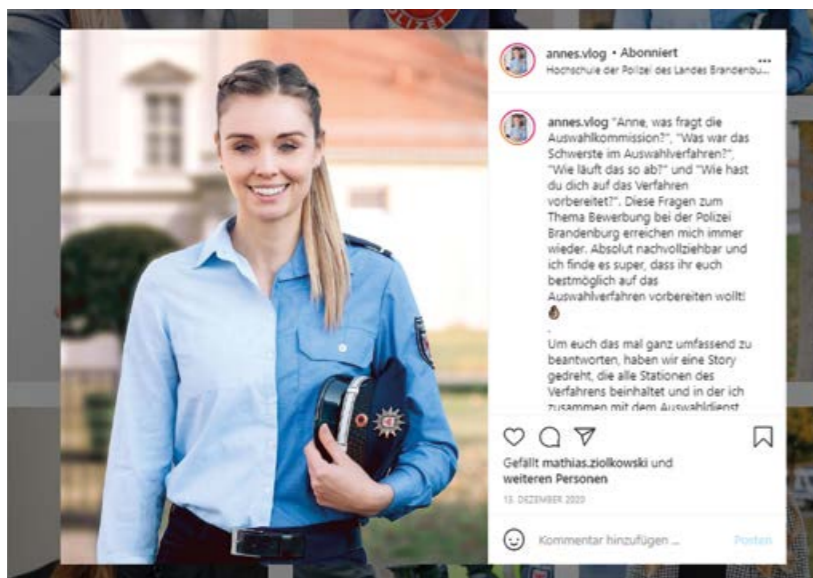 OLIZEI
annes.vlog • Abonniert
Hochschule der Polizei des Landes Brandenbu...
annes.vlog "Anne, was fragt die
Auswahlkommission?", "Was war das
Schwerste im Auswahlverfahren?",
"Wie läuft das so ab?" und "Wie hast
du dich auf das Verfahren
vorbereitet?". Diese Fragen zum
Thema Bewerbung bei der Polizei
Brandenburg erreichen mich immer
wieder. Absolut nachvollziehbar und
ich finde es super, dass ihr euch
bestmöglich auf das
Auswahlverfahren vorbereiten wollt!
.
Um euch das mal ganz umfassend zu
beantworten, haben wir eine Story
gedreht, die alle Stationen des
Verfahrens beinhaltet und in der ich
zusammen mit dem Auswahldienst
Gefällt mathias.ziolkowski und
weiteren Personen
13. DEZEMBER 2020
Kommentar hinzufügen ...
Posten